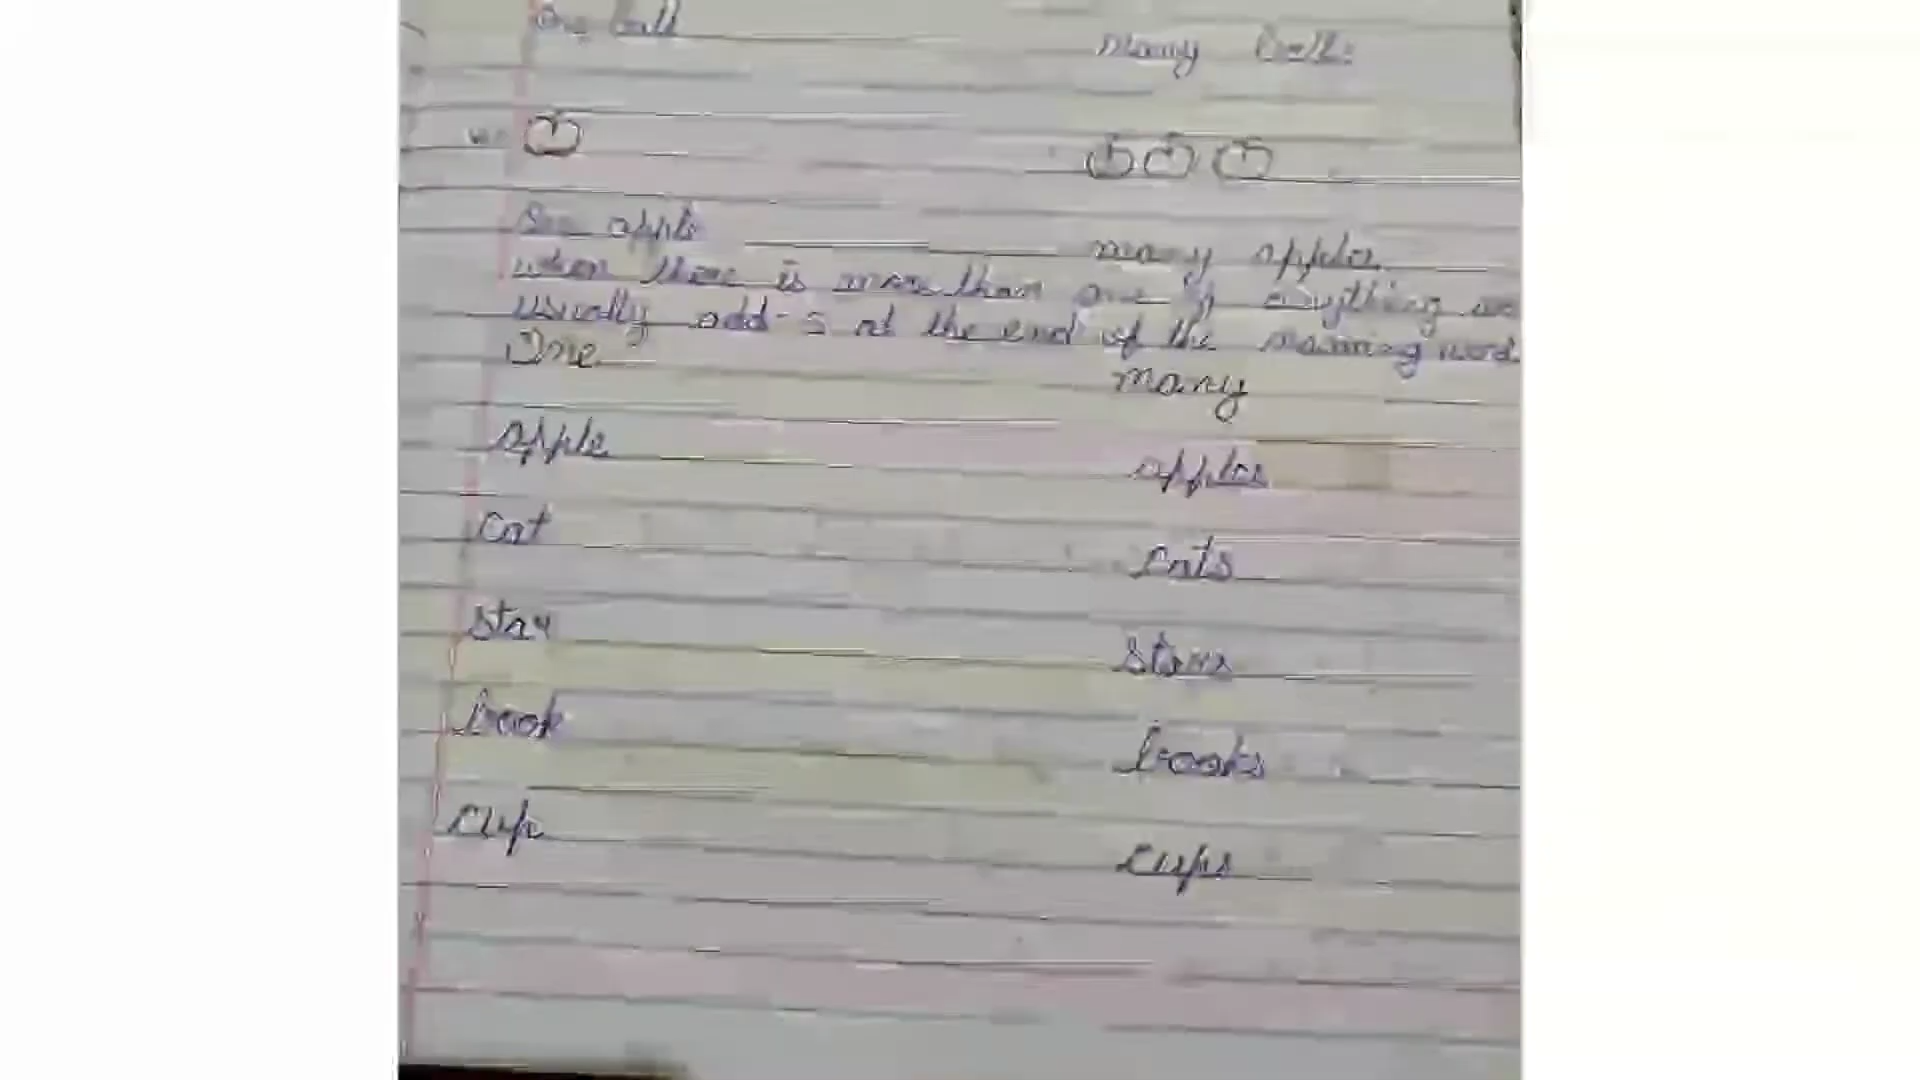 One ball many balls
One apple many apples
when there is more than one of anything we
usually add-s at the end of the naming word
One many
apple apples
Cat Cats
star stars
book books
cup cups